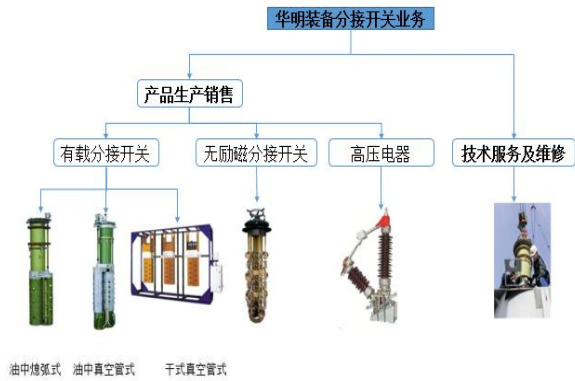 华明装备分接开关业务
产品生产销售
有载分接开关
无励磁分接开关
高压电器
技术服务及维修
油中熄弧式
油中真空管式
干式真空管式